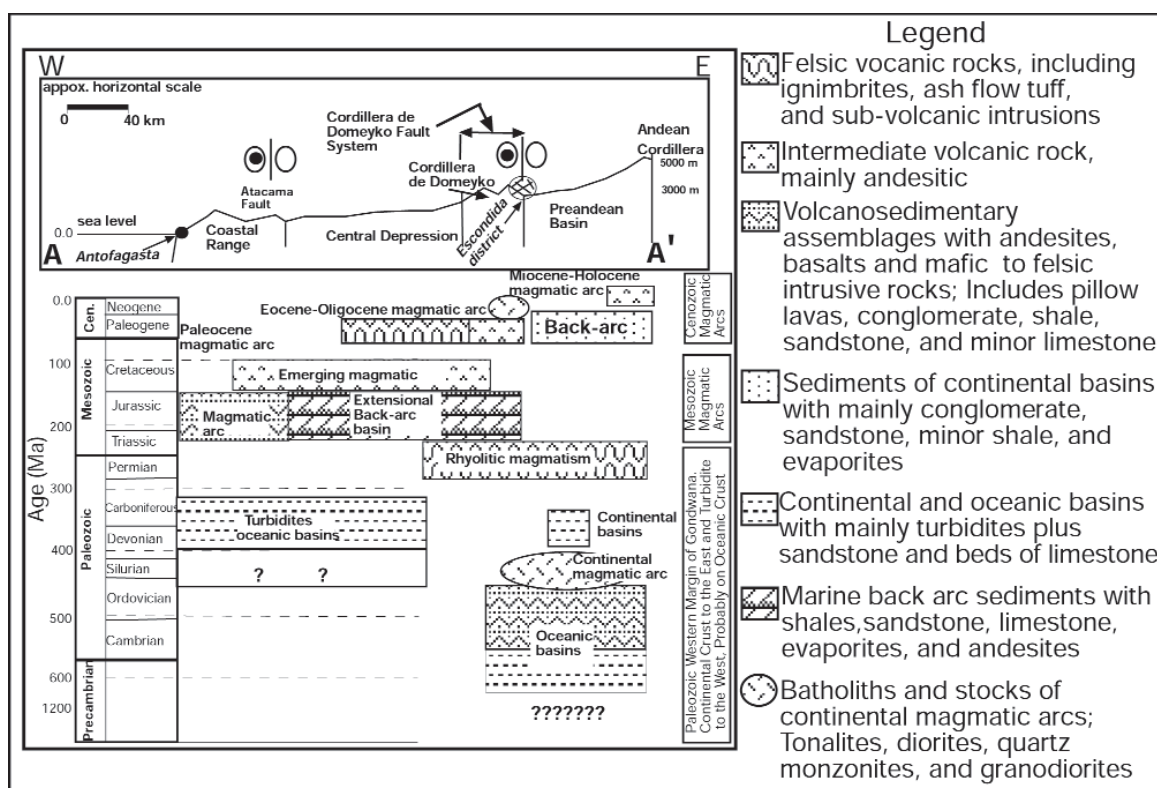 W
E
appox. horizontal scale
0 40 km
Cordillera de
Domeyko Fault
System
Andean
Cordillera
5000 m
3000 m
Atacama
Fault
Cordillera
de Domeyko
sea level
0.0
Coastal
Range
Central Depression
Escondida
district
Preandean
Basin
A
A'
Antofagasta
Age (Ma)
0.0
100
200
300
400
500
600
1200
Cen.
Mesozoic
Paleozoic
Precambrian
Neogene
Paleogene
Cretaceous
Jurassic
Triassic
Permian
Carboniferous
Devonian
Silurian
Ordovician
Cambrian
Miocene-Holocene
magmatic arc
Eocene-Oligocene magmatic arc
Paleocene
magmatic arc
Back-arc
Emerging magmatic
Magmatic
arc
Extensional
Back-arc
basin
Rhyolitic magmatism
Turbidites
oceanic basins
? ?
Continental
basins
Continental
magmatic arc
Oceanic
basins
???????
Cenozoic
Magmatic
Arcs
Mesozoic
Magmatic
Arcs
Paleozoic Western Margin of Gondwana.
Continental Crust to the East and Turbidite
to the West, Probably on Oceanic Crust
Legend
Felsic vocanic rocks, including
ignimbrites, ash flow tuff,
and sub-volcanic intrusions
Intermediate volcanic rock,
mainly andesitic
Volcanosedimentary
assemblages with andesites,
basalts and mafic to felsic
intrusive rocks; Includes pillow
lavas, conglomerate, shale,
sandstone, and minor limestone
Sediments of continental basins
with mainly conglomerate,
sandstone, minor shale, and
evaporites
Continental and oceanic basins
with mainly turbidites plus
sandstone and beds of limestone
Marine back arc sediments with
shales,sandstone, limestone,
evaporites, and andesites
Batholiths and stocks of
continental magmatic arcs;
Tonalites, diorites, quartz
monzonites, and granodiorites